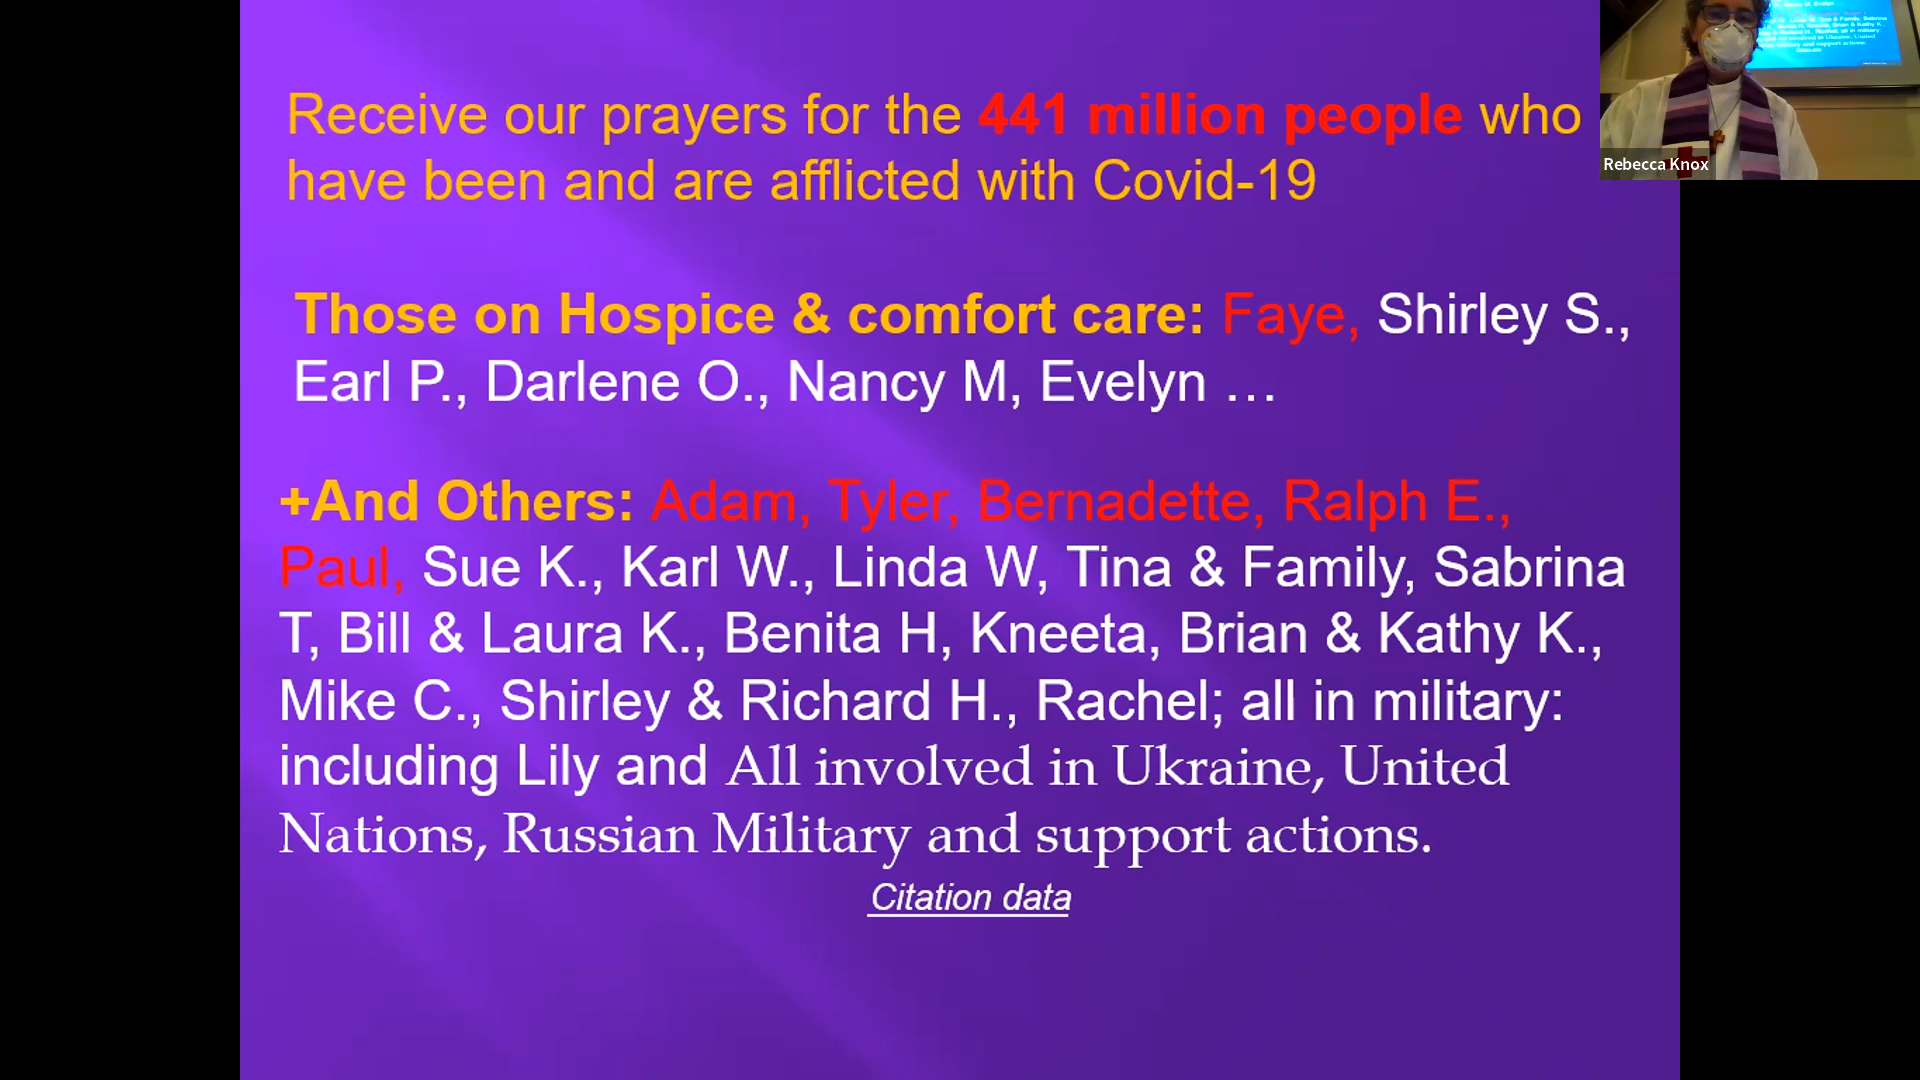 Receive our prayers for the 441 million people who
have been and are afflicted with Covid-19
Those on Hospice & comfort care: Faye, Shirley S.,
Earl P., Darlene O., Nancy M, Evelyn …
+And Others: Adam, Tyler, Bernadette, Ralph E.,
Paul, Sue K., Karl W., Linda W, Tina & Family, Sabrina
T, Bill & Laura K., Benita H, Kneeta, Brian & Kathy K.,
Mike C., Shirley & Richard H., Rachel; all in military:
including Lily and All involved in Ukraine, United
Nations, Russian Military and support actions.
Citation data
Rebecca Knox